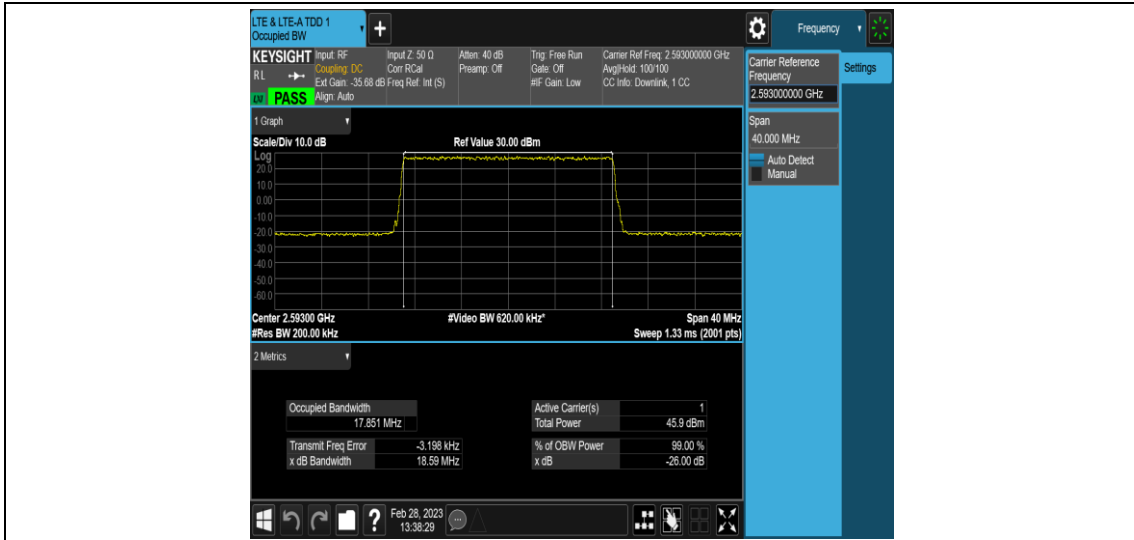 LTE & LTE-A TDD 1
Occupied BW
+
Frequency
KEYSIGHT
RL
PASS
Input: RF
Coupling: DC
Ext Gain: -35.68 dB
Align: Auto
Input Z: 50 Ω
Corr RCal
Freq Ref: Int (S)
Atten: 40 dB
Preamp: Off
Trig: Free Run
Gate: Off
#IF Gain: Low
Carrier Ref Freq: 2.593000000 GHz
Avg|Hold: 100/100
CC Info: Downlink, 1 CC
Carrier Reference
Frequency
2.593000000 GHz
Settings
Span
40.000 MHz
Auto Detect
Manual
1 Graph
Scale/Div 10.0 dB
Ref Value 30.00 dBm
Log
20.0
10.0
0.00
-10.0
-20.0
-30.0
-40.0
-50.0
-60.0
Center 2.59300 GHz
#Video BW 620.00 kHz*
Span 40 MHz
#Res BW 200.00 kHz
Sweep 1.33 ms (2001 pts)
2 Metrics
Occupied Bandwidth
17.851 MHz
Active Carrier(s) 1
Total Power 45.9 dBm
Transmit Freq Error -3.198 kHz
x dB Bandwidth 18.59 MHz
% of OBW Power 99.00 %
x dB -26.00 dB
?
Feb 28, 2023
13:38:29